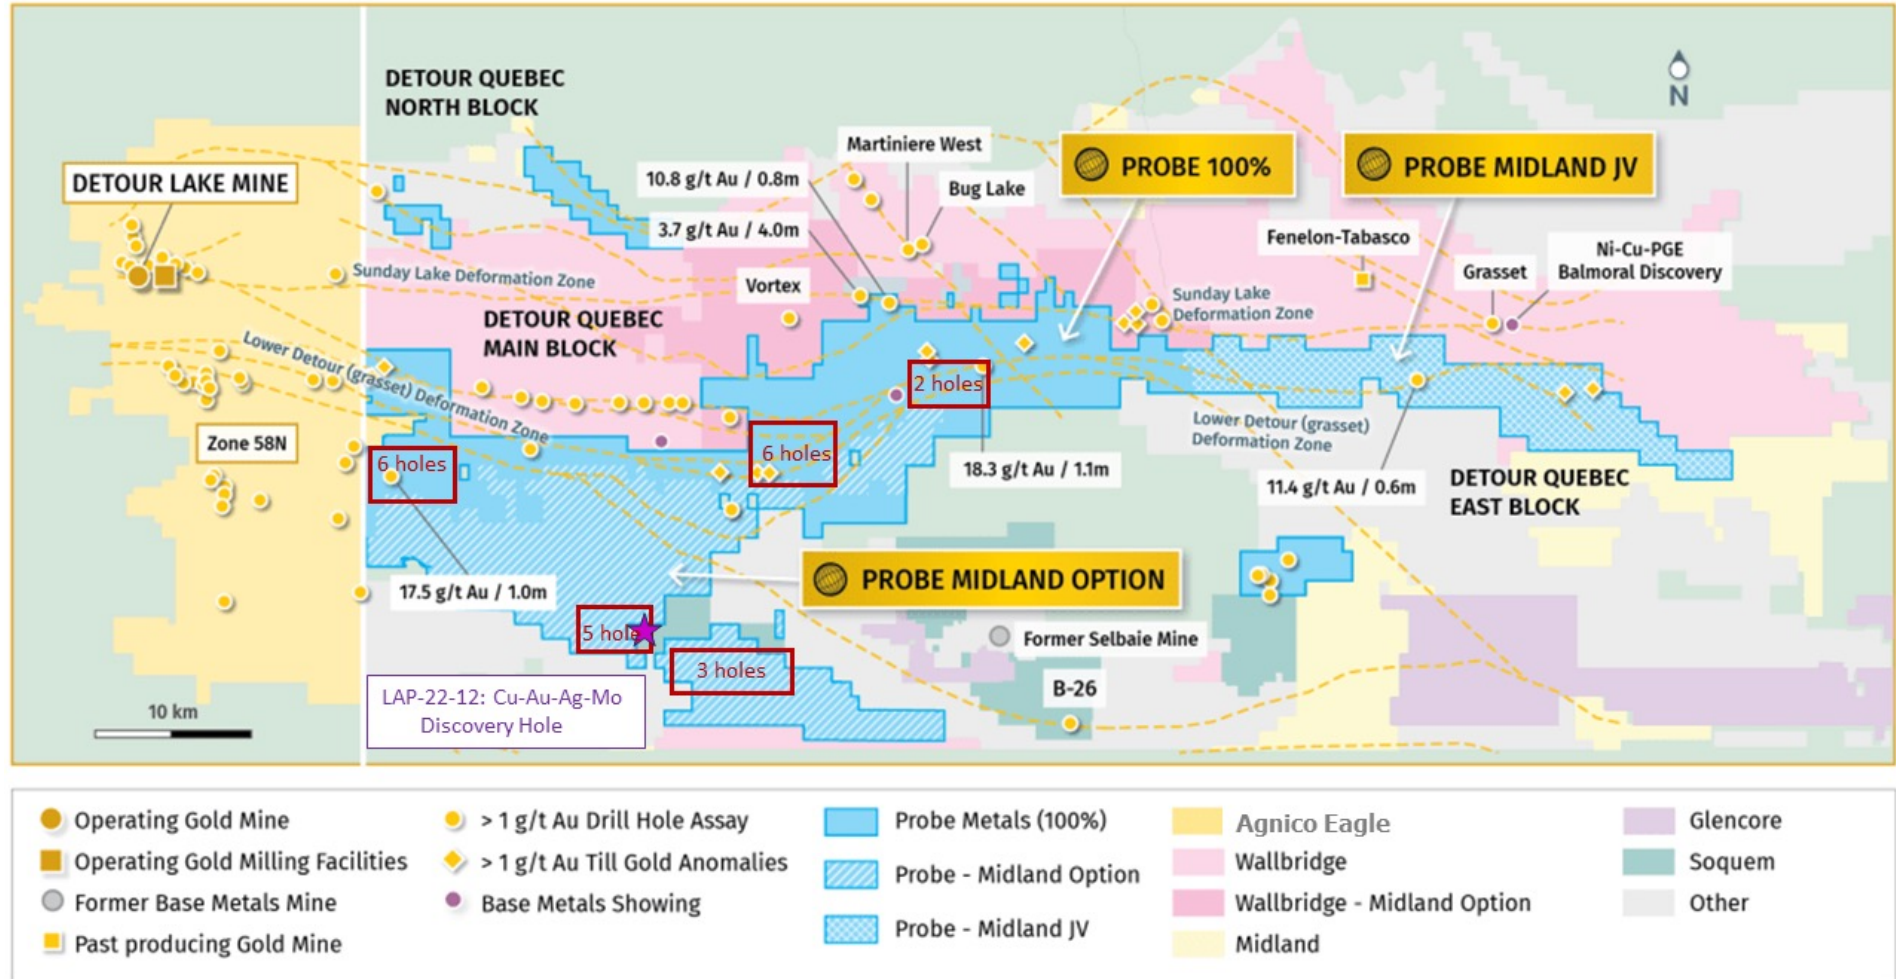 DETOUR QUEBEC
NORTH BLOCK
N
DETOUR LAKE MINE
Martiniere West
10.8 g/t Au / 0.8m
Bug Lake
PROBE 100%
PROBE MIDLAND JV
3.7 g/t Au / 4.0m
Fenelon-Tabasco
Ni-Cu-PGE
Balmoral Discovery
Grasset
Sunday Lake Deformation Zone
Vortex
Sunday Lake
Deformation Zone
DETOUR QUEBEC
MAIN BLOCK
Lower Detour (grasset) Deformation Zone
2 holes
Lower Detour (grasset)
Deformation Zone
Zone 58N
6 holes
6 holes
18.3 g/t Au / 1.1m
11.4 g/t Au / 0.6m
DETOUR QUEBEC
EAST BLOCK
17.5 g/t Au / 1.0m
PROBE MIDLAND OPTION
5 hole
Former Selbaie Mine
3 holes
B-26
LAP-22-12: Cu-Au-Ag-Mo
Discovery Hole
10 km
Operating Gold Mine
Operating Gold Milling Facilities
Former Base Metals Mine
Past producing Gold Mine
> 1 g/t Au Drill Hole Assay
> 1 g/t Au Till Gold Anomalies
Base Metals Showing
Probe Metals (100%)
Probe - Midland Option
Probe - Midland JV
Agnico Eagle
Wallbridge
Wallbridge - Midland Option
Midland
Glencore
Soquem
Other